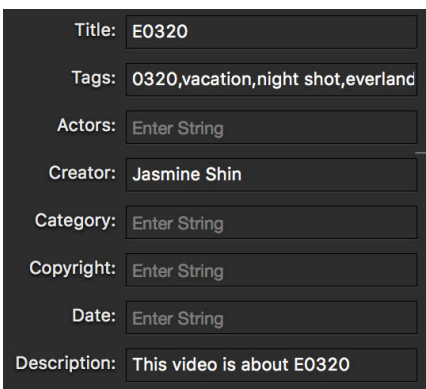 Title: E0320
Tags: 0320,vacation,night shot,everland
Actors: Enter String
Creator: Jasmine Shin
Category: Enter String
Copyright: Enter String
Date: Enter String
Description: This video is about E0320